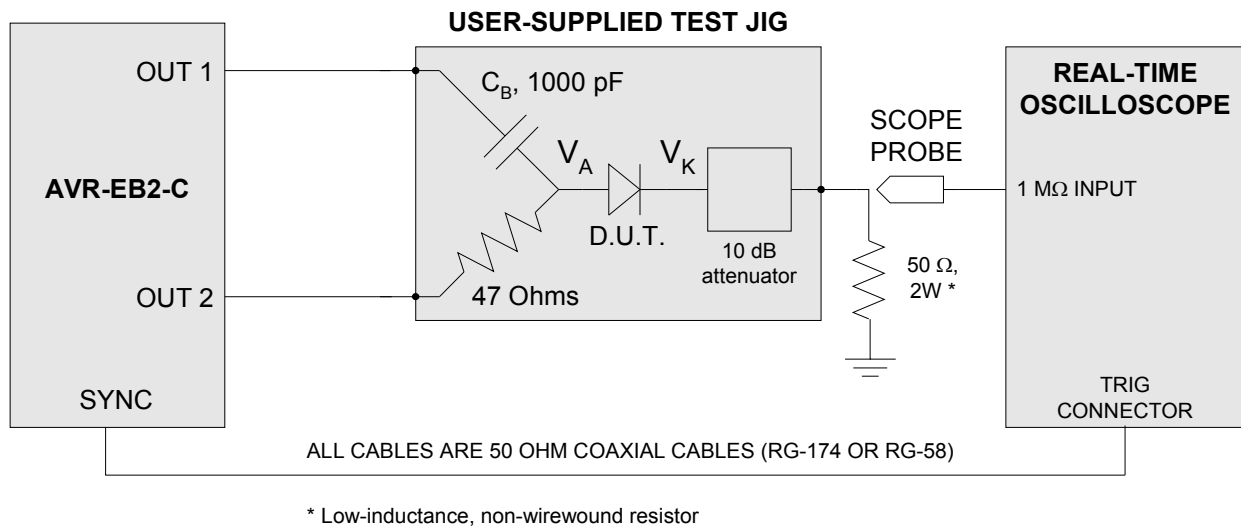 USER-SUPPLIED TEST JIG
OUT 1
C_B, 1000 pF
REAL-TIME
OSCILLOSCOPE
SCOPE
PROBE
V_A
V_K
AVR-EB2-C
1 MΩ INPUT
D.U.T.
10 dB
attenuator
50 Ω,
2W *
OUT 2
47 Ohms
SYNC
TRIG
CONNECTOR
ALL CABLES ARE 50 OHM COAXIAL CABLES (RG-174 OR RG-58)
* Low-inductance, non-wirewound resistor